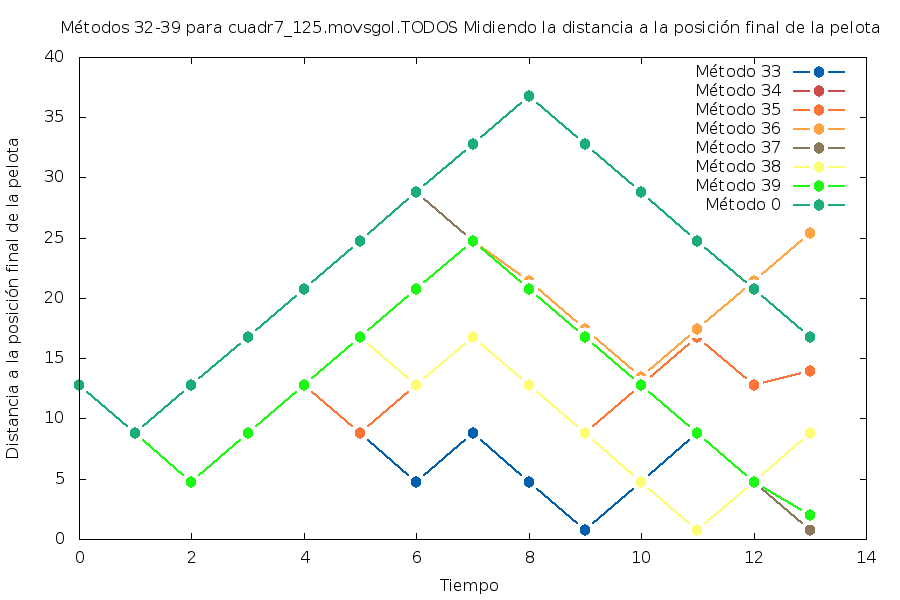 Métodos 32-39 para cuadr7_125.movsgol.TODOS Midiendo la distancia a la posición final de la pelota
40
35
30
25
20
15
10
5
0
Distancia a la posición final de la pelota
Método 33
Método 34
Método 35
Método 36
Método 37
Método 38
Método 39
Método 0
0 2 4 6 8 10 12 14
Tiempo